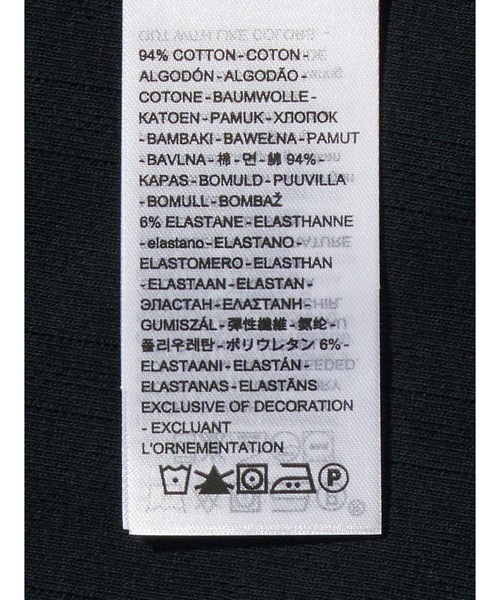 94% COTTON-COTON-
ALGODÓN-ALGODÃO-
COTONE-BAUMWOLLE-
KATOEN-PAMUK-ХЛОПОК
-BAMBAKI-BAWEŁNA-PAMUT
-BAVLNA-棉-면-綿 94%-
KAPAS-BOMULD-PUUVILLA
-BOMULL-BOMBAŽ
6% ELASTANE-ELASTHANNE
-elastano-ELASTANO-
ELASTOMERO-ELASTHAN
-ELASTAAN-ELASTAN-
ЭЛАСТАН-ΕΛΑΣΤΑΝΗ-
GUMISZÁL-彈性纖維-氨纶-
폴리우레탄-ポリウレタン 6%-
ELASTAANI-ELASTÁN-
ELASTANAS-ELASTĀNS
EXCLUSIVE OF DECORATION
- EXCLUANT
L'ORNEMENTATION
P